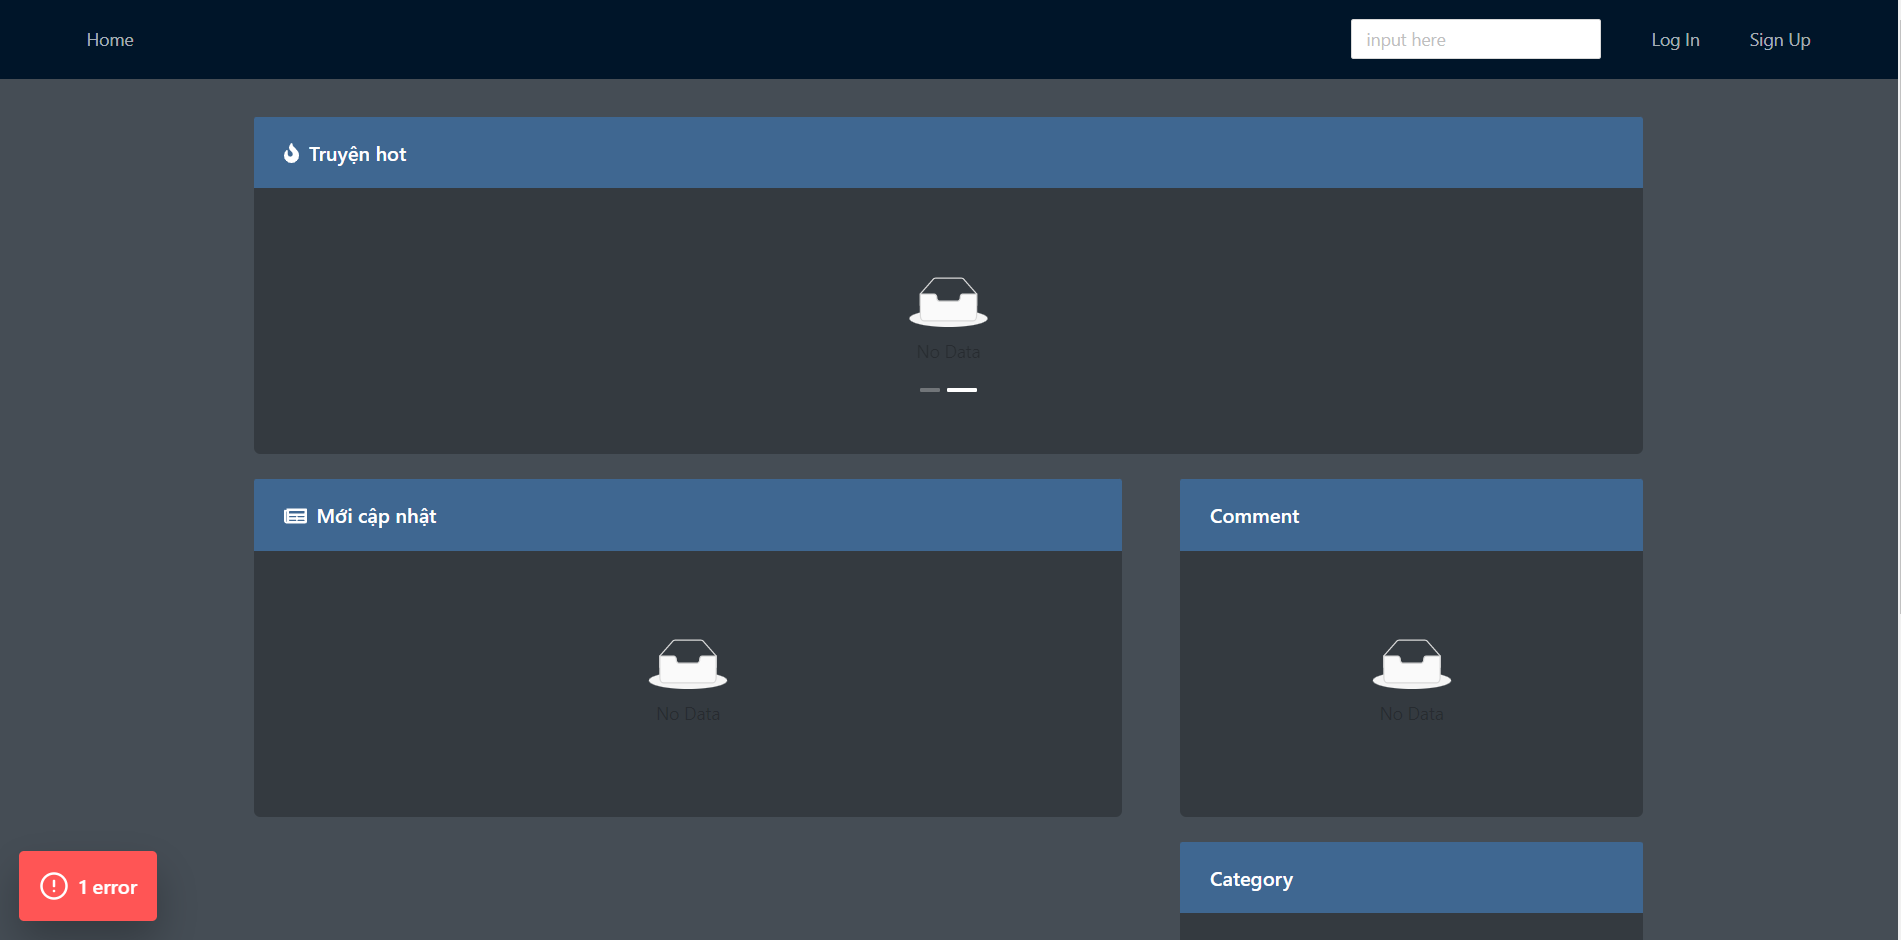 Home
input here
Log In
Sign Up
Truyện hot
No Data
Mới cập nhật
Comment
No Data
No Data
Category
1 error